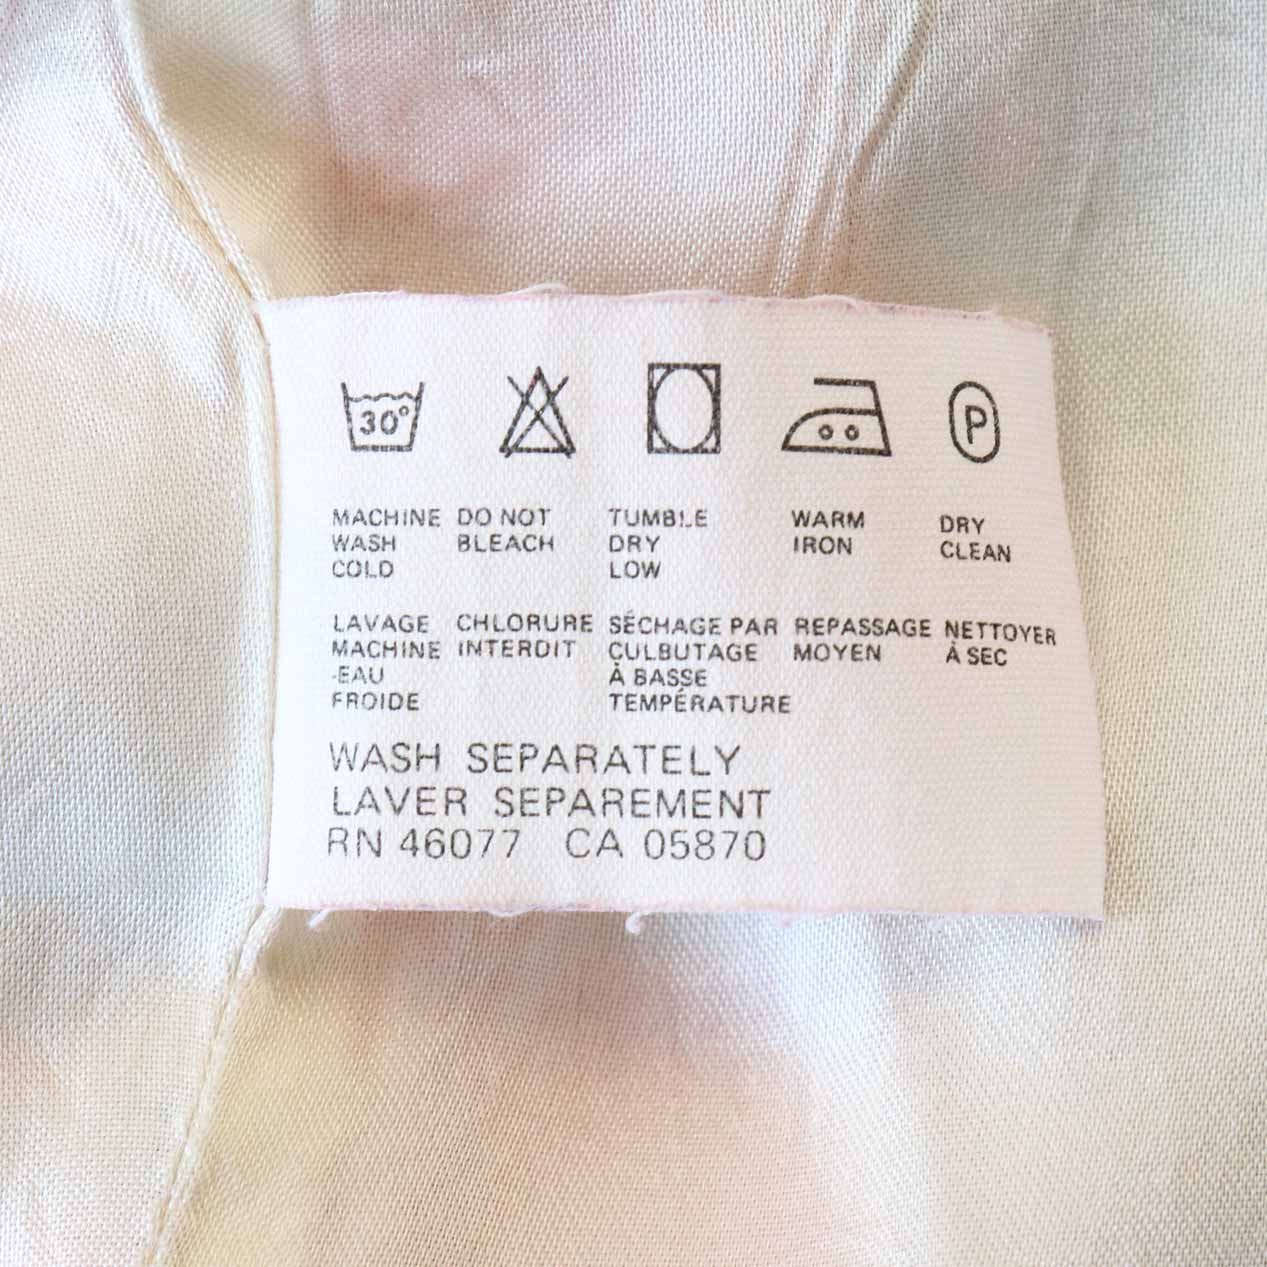 30°
P
MACHINE WASH COLD
DO NOT BLEACH
TUMBLE DRY LOW
WARM IRON
DRY CLEAN
LAVAGE MACHINE -EAU FROIDE
CHLORURE INTERDIT
SÉCHAGE PAR CULBUTAGE À BASSE TEMPÉRATURE
REPASSAGE MOYEN
NETTOYER À SEC
WASH SEPARATELY
LAVER SEPAREMENT
RN 46077 CA 05870